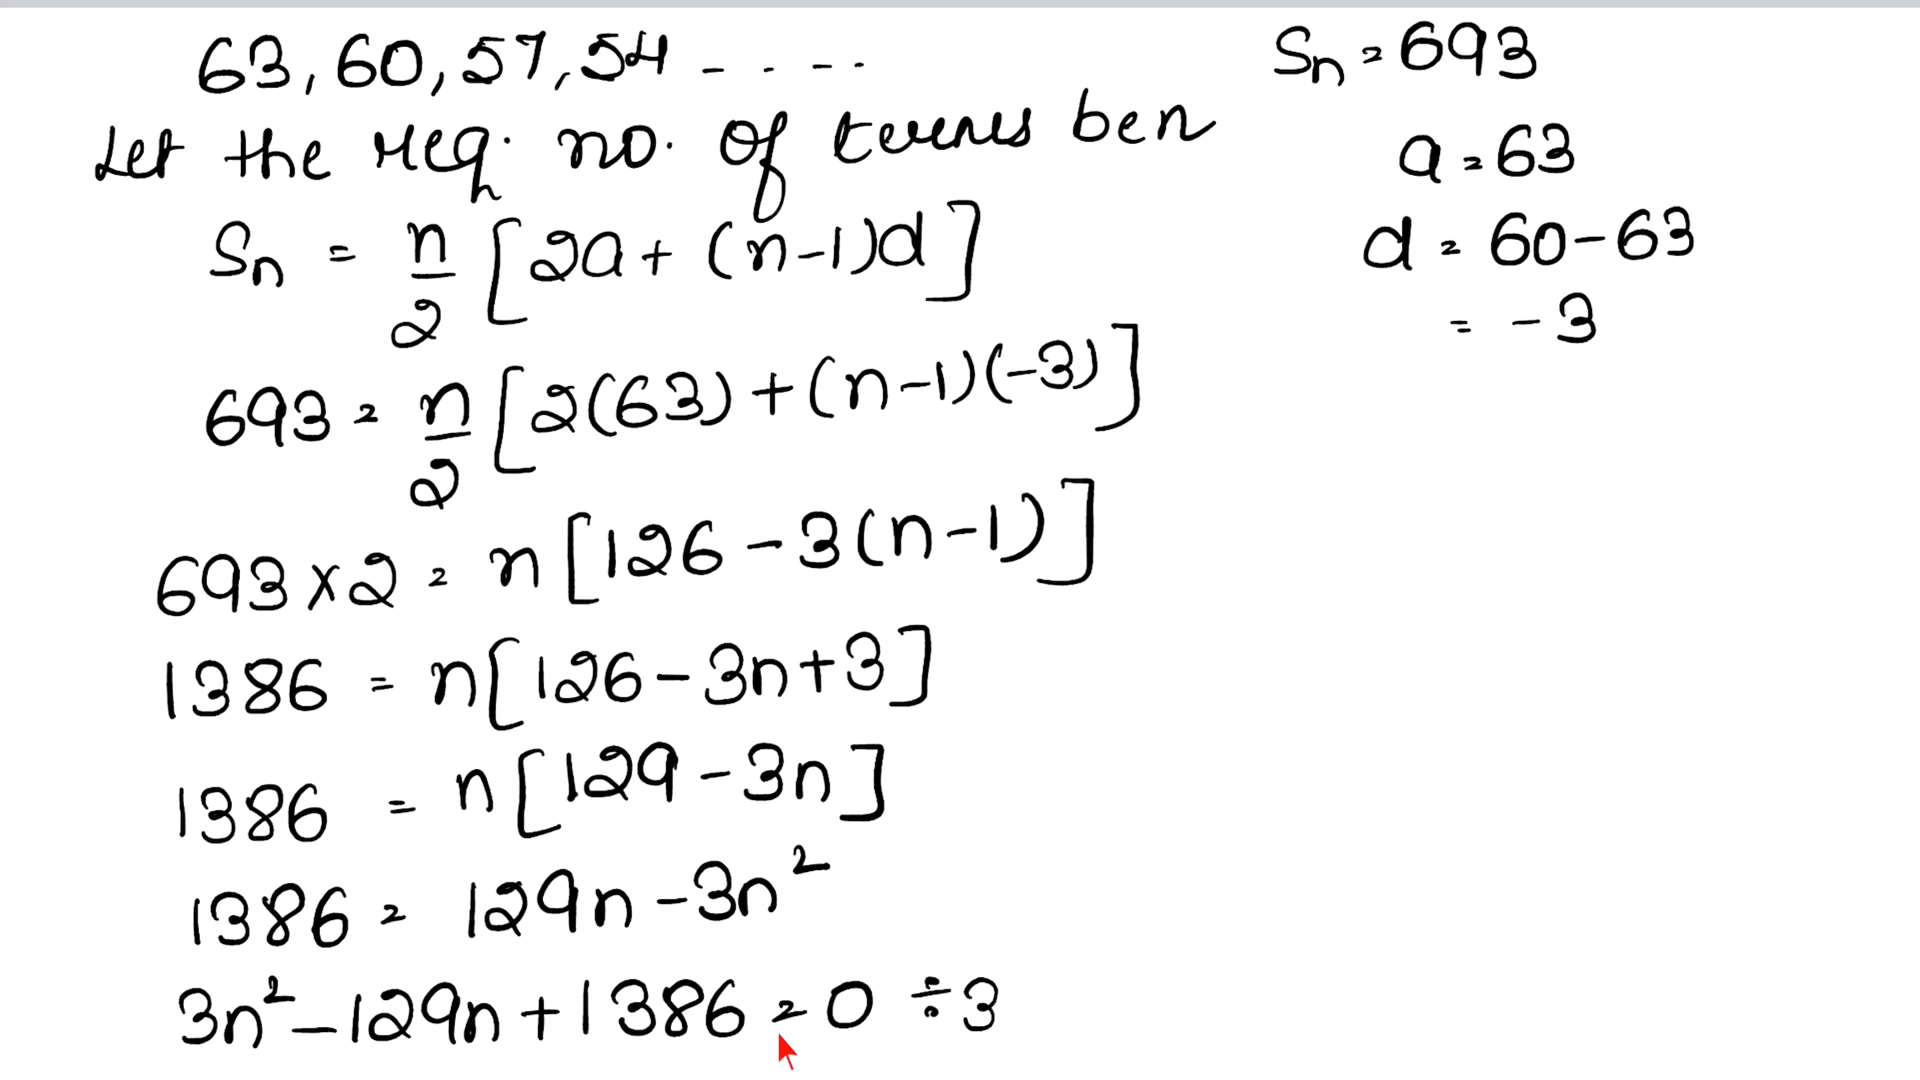 63, 60, 57, 54 - - - -
Let the req. no. of terms be n
Sn = n/2 [2a + (n-1)d]
693 = n/2 [2(63) + (n-1)(-3)]
693 × 2 = n[126 - 3(n-1)]
1386 = n[126 - 3n + 3]
1386 = n[129 - 3n]
1386 = 129n - 3n²
3n² - 129n + 1386 = 0 ÷ 3
Sn = 693
a = 63
d = 60 - 63
= -3